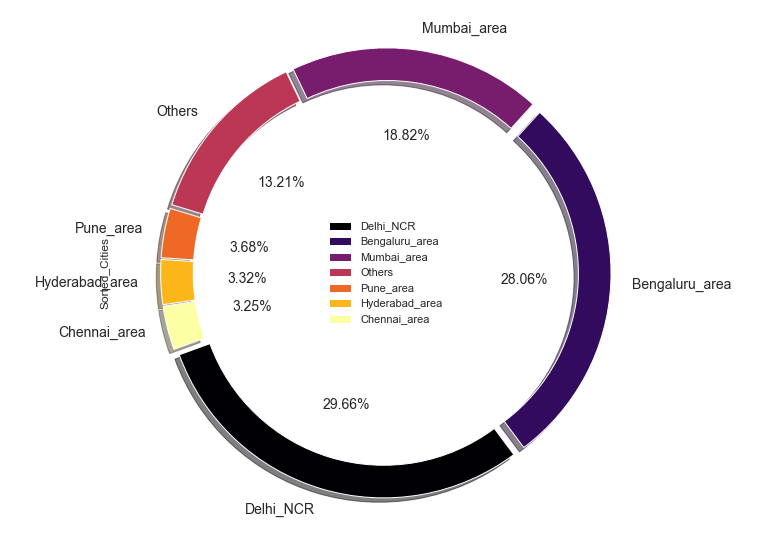 Mumbai_area
Others
18.82%
13.21%
Pune_area
3.68%
Sorted_Cities
Hyderabad_area
3.32%
3.25%
Chennai_area
Delhi_NCR
Bengaluru_area
Mumbai_area
Others
Pune_area
Hyderabad_area
Chennai_area
28.06%
Bengaluru_area
29.66%
Delhi_NCR